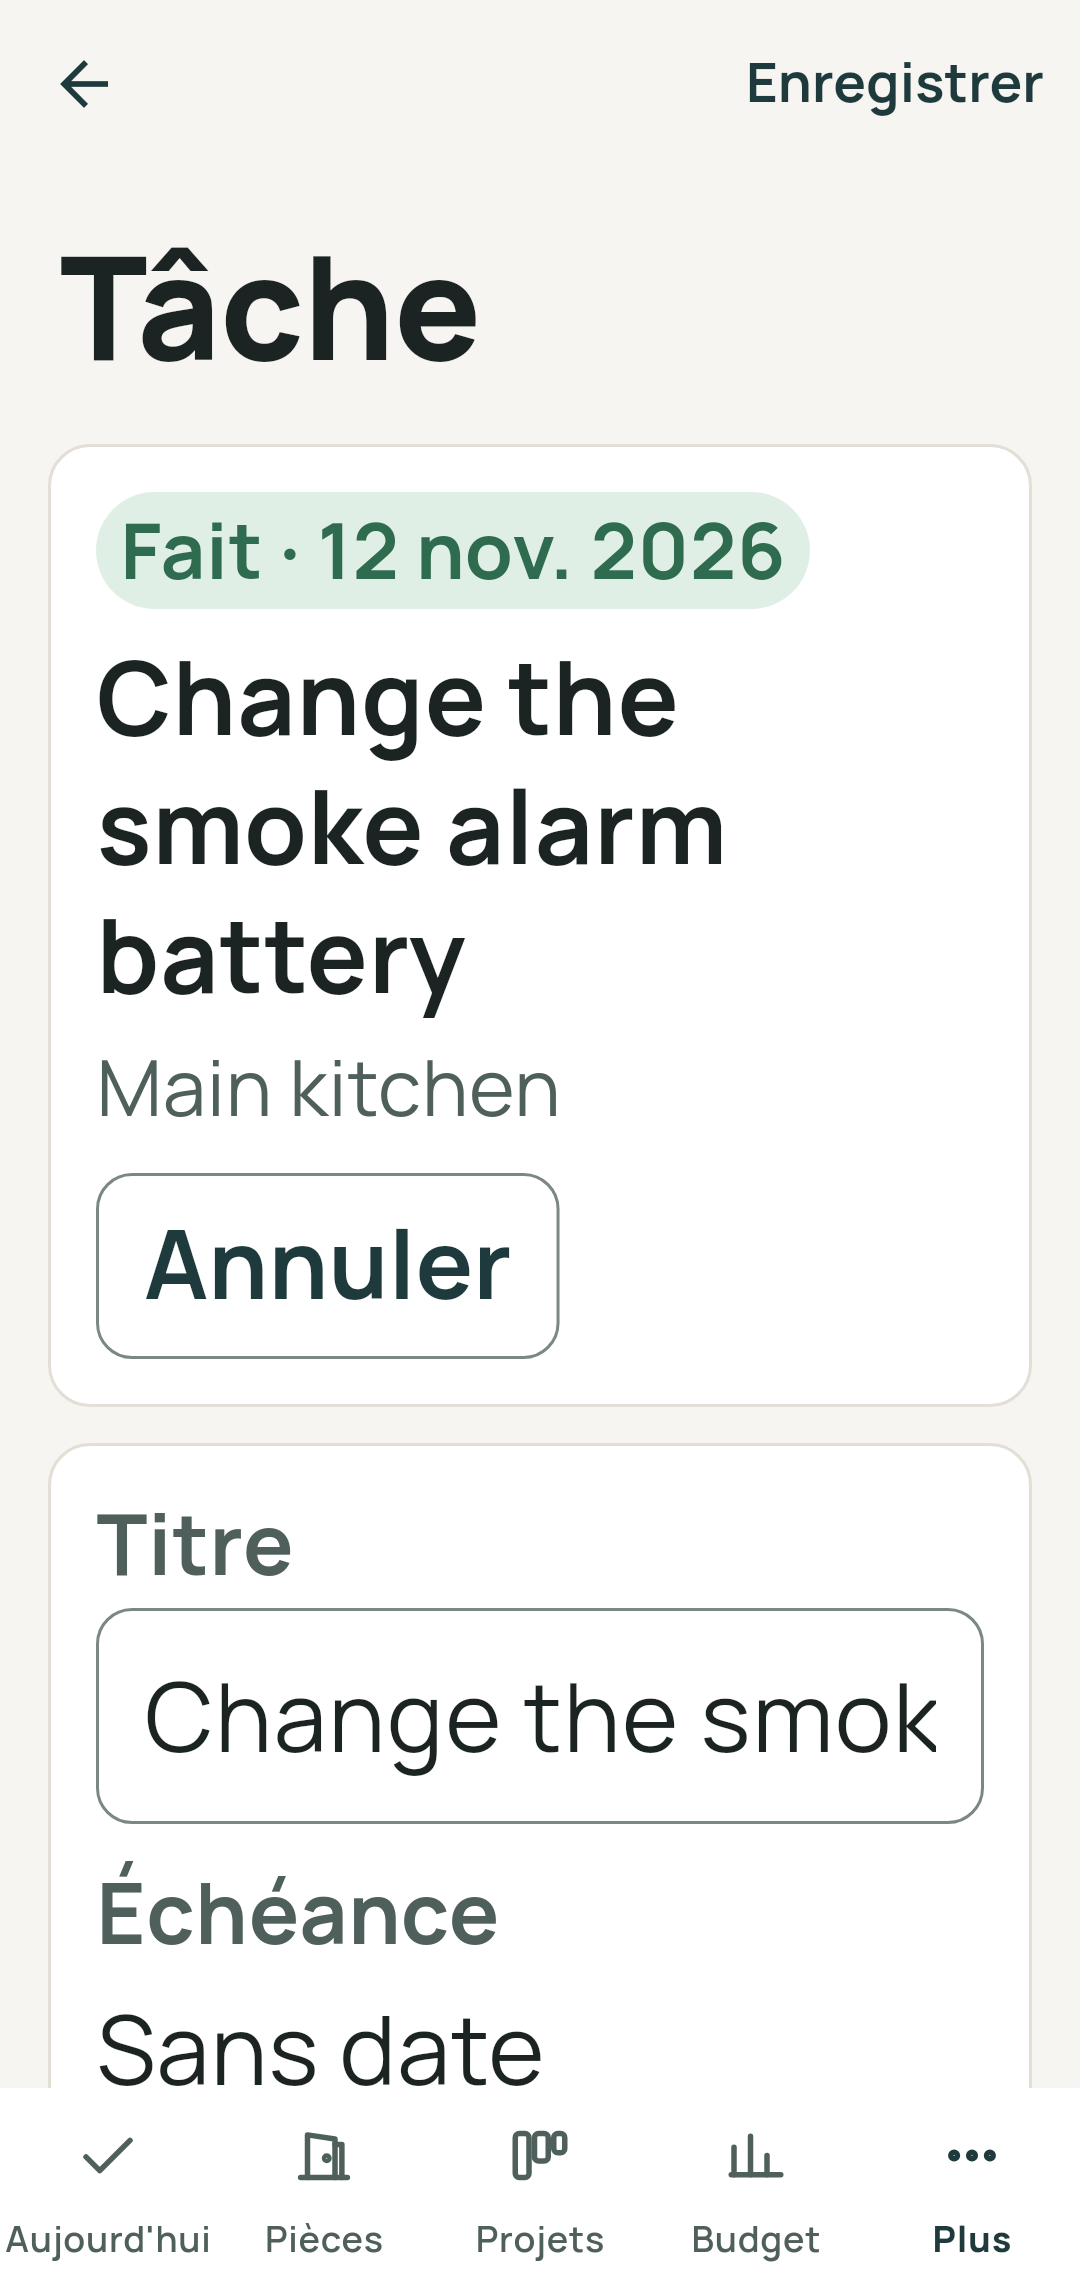 Enregistrer
Tâche
Fait · 12 nov. 2026
Change the
smoke alarm
battery
Main kitchen
Annuler
Titre
Change the smok
Échéance
Sans date
Aujourd'hui
Pièces
Projets
Budget
Plus